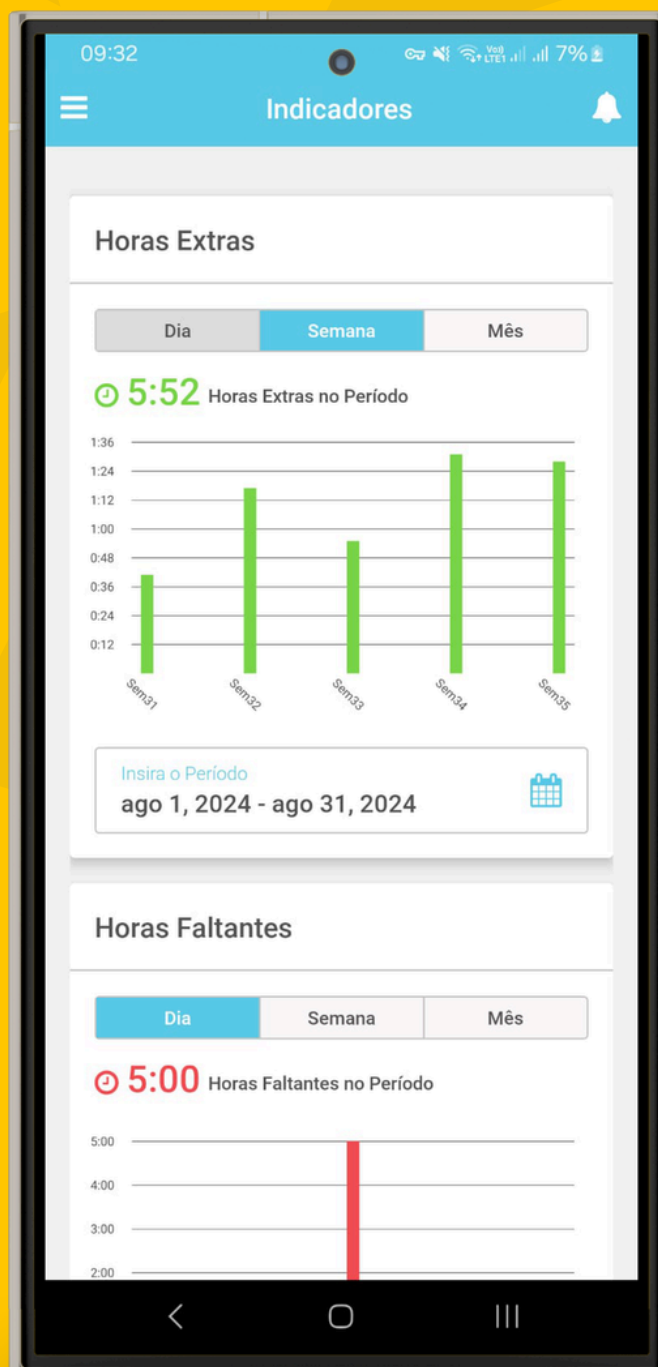 09:32
Vo)) LTE1 7%
Indicadores
Horas Extras
Dia Semana Mês
5:52 Horas Extras no Período
1:36
1:24
1:12
1:00
0:48
0:36
0:24
0:12
Sem31 Sem32 Sem33 Sem34 Sem35
Insira o Período
ago 1, 2024 - ago 31, 2024
Horas Faltantes
Dia Semana Mês
5:00 Horas Faltantes no Período
5:00
4:00
3:00
2:00